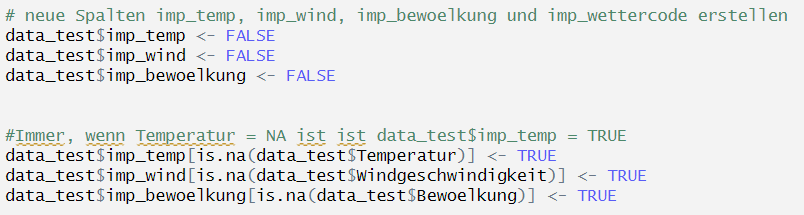 # neue Spalten imp_temp, imp_wind, imp_bewoelkung und imp_wettercode erstellen
data_test$imp_temp <- FALSE
data_test$imp_wind <- FALSE
data_test$imp_bewoelkung <- FALSE
#Immer, wenn Temperatur = NA ist ist data_test$imp_temp = TRUE
data_test$imp_temp[is.na(data_test$Temperatur)] <- TRUE
data_test$imp_wind[is.na(data_test$Windgeschwindigkeit)] <- TRUE
data_test$imp_bewoelkung[is.na(data_test$Bewoelkung)] <- TRUE